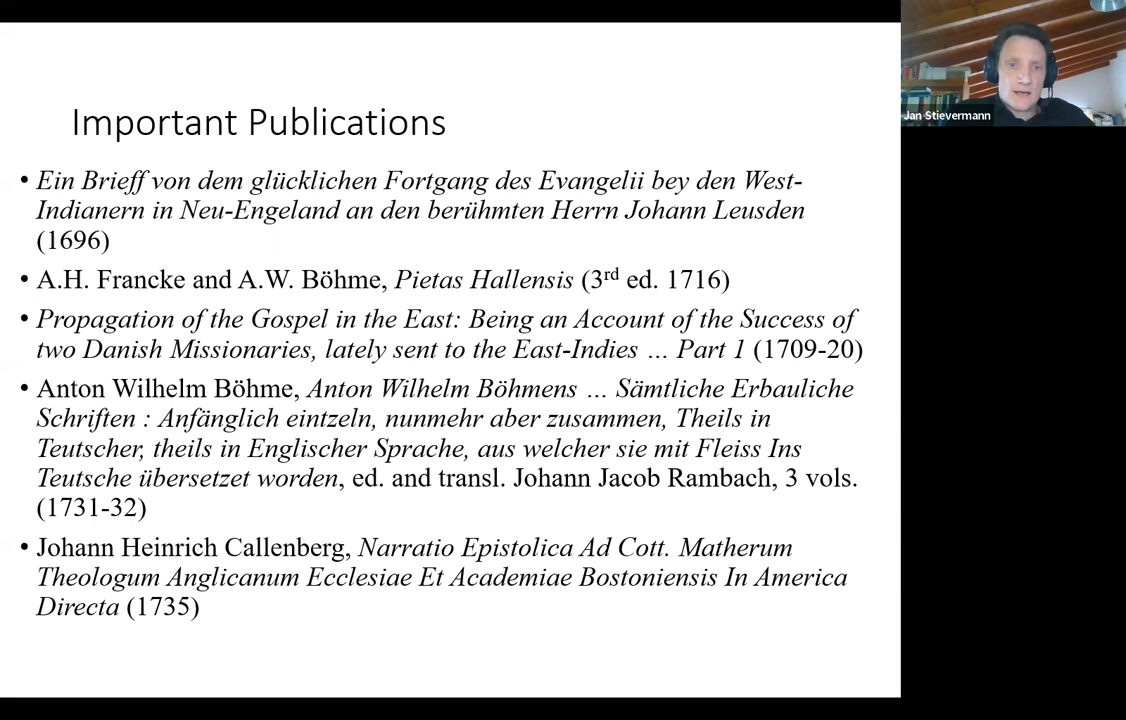 Important Publications
• Ein Brieff von dem glücklichen Fortgang des Evangelii bey den West-
Indianern in Neu-Engeland an den berühmten Herrn Johann Leusden
(1696)
• A.H. Francke and A.W. Böhme, Pietas Hallensis (3rd ed. 1716)
• Propagation of the Gospel in the East: Being an Account of the Success of
two Danish Missionaries, lately sent to the East-Indies … Part 1 (1709-20)
• Anton Wilhelm Böhme, Anton Wilhelm Böhmens … Sämtliche Erbauliche
Schriften : Anfänglich eintzeln, nunmehr aber zusammen, Theils in
Teutscher, theils in Englischer Sprache, aus welcher sie mit Fleiss Ins
Teutsche übersetzet worden, ed. and transl. Johann Jacob Rambach, 3 vols.
(1731-32)
• Johann Heinrich Callenberg, Narratio Epistolica Ad Cott. Matherum
Theologum Anglicanum Ecclesiae Et Academiae Bostoniensis In America
Directa (1735)
Jan Stievermann